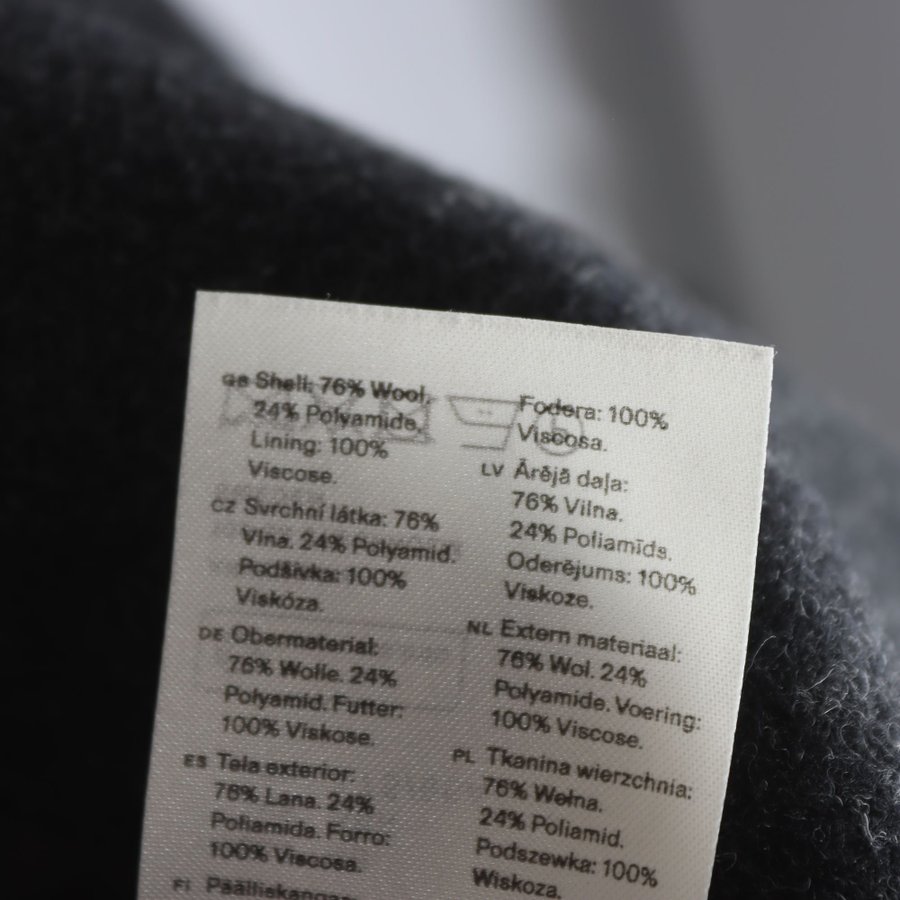 GB Shell: 76% Wool,
24% Polyamide,
Lining: 100%
Viscose.
CZ Svrchní látka: 76%
Vlna. 24% Polyamid.
Podšívka: 100%
Viskóza.
DE Obermaterial:
76% Wolle. 24%
Polyamid. Futter:
100% Viskose.
ES Tela exterior:
76% Lana. 24%
Poliamida. Forro:
100% Viscosa.
FI Päälliskangas
Fodera: 100%
Viscosa.
LV Ārējā daļa:
76% Vilna.
24% Poliamīds.
Oderējums: 100%
Viskoze.
NL Extern materiaal:
76% Wol. 24%
Polyamide. Voering:
100% Viscose.
PL Tkanina wierzchnia:
76% Wełna.
24% Poliamid.
Podszewka: 100%
Wiskoza.